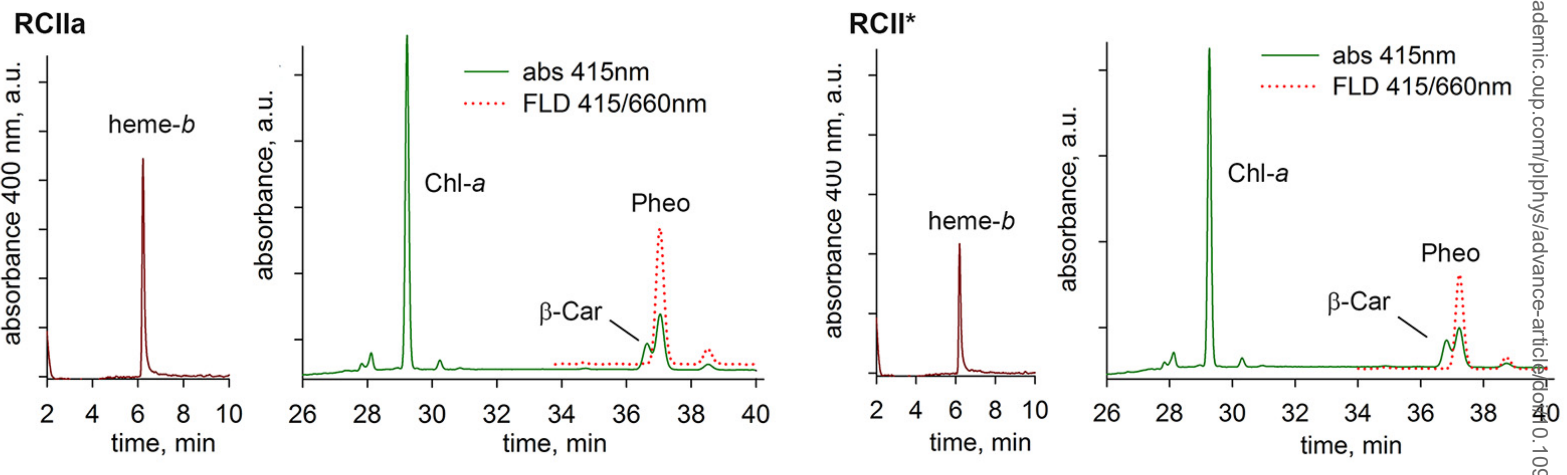 RCIIa
RCII*
absorbance 400 nm, a.u.
heme-b
2 4 6 8 10
time, min
absorbance, a.u.
abs 415nm
FLD 415/660nm
Chl-a
Pheo
β-Car
26 28 30 32 34 36 38 40
time, min
absorbance 400 nm, a.u.
heme-b
2 4 6 8 10
time, min
absorbance, a.u.
abs 415nm
FLD 415/660nm
Chl-a
Pheo
β-Car
26 28 30 32 34 36 38 40
time, min
ademic.oup.com/plphys/advance-article/doi/10.109